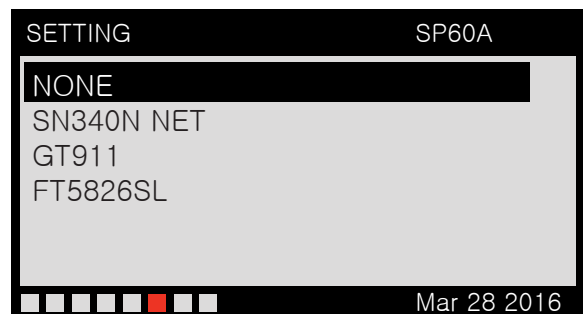 SETTING SP60A
NONE
SN340N NET
GT911
FT5826SL
Mar 28 2016